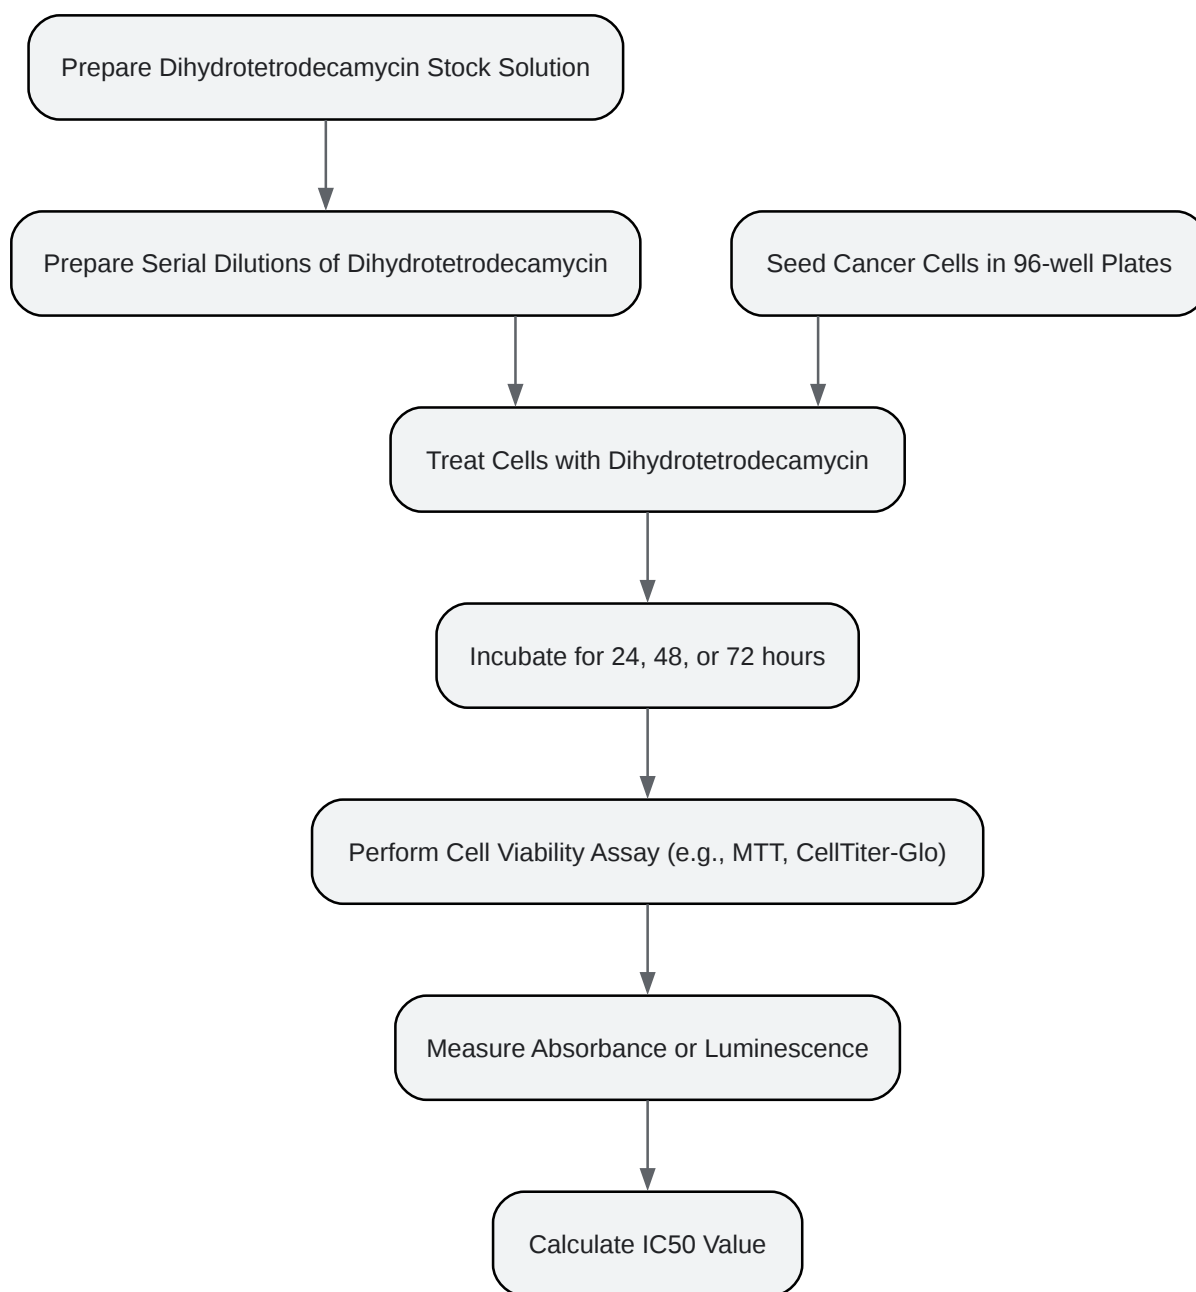 Prepare Dihydrotetrodecamycin Stock Solution
Prepare Serial Dilutions of Dihydrotetrodecamycin
Seed Cancer Cells in 96-well Plates
Treat Cells with Dihydrotetrodecamycin
Incubate for 24, 48, or 72 hours
Perform Cell Viability Assay (e.g., MTT, CellTiter-Glo)
Measure Absorbance or Luminescence
Calculate IC50 Value